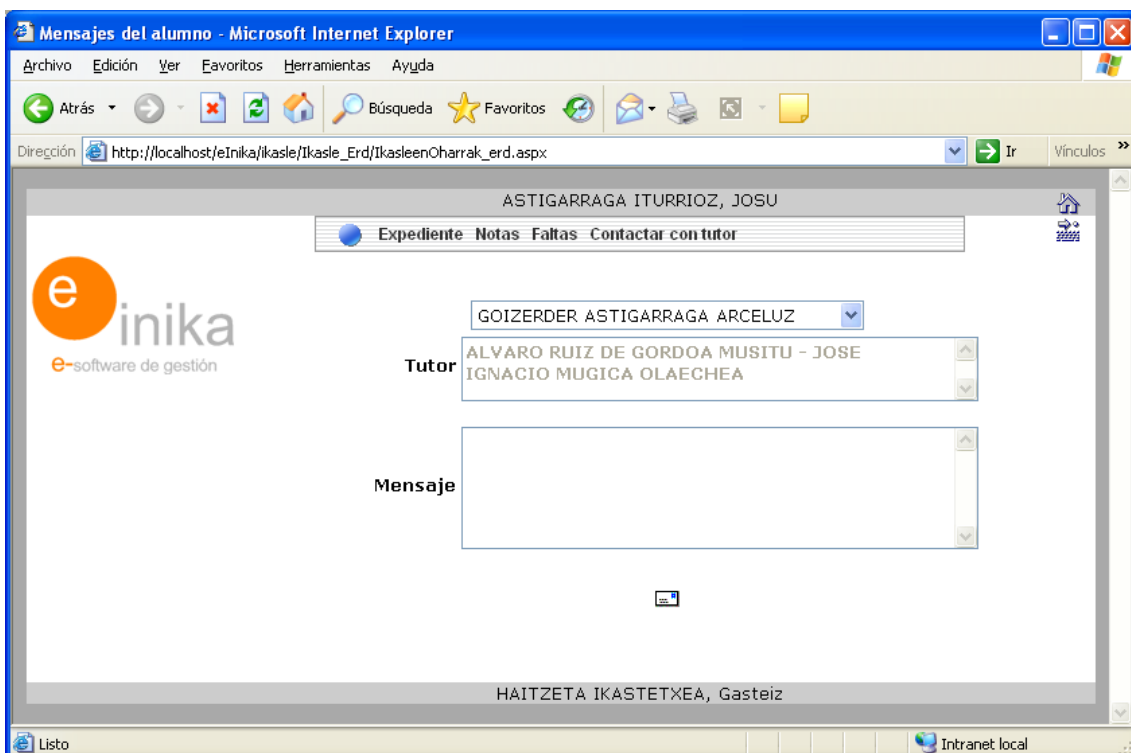 Mensajes del alumno - Microsoft Internet Explorer
Archivo Edición Ver Favoritos Herramientas Ayuda
Atrás Búsqueda Favoritos
Dirección http://localhost/eInika/ikasle/Ikasle_Erd/IkasleenOharrak_erd.aspx Ir Vínculos »
ASTIGARRAGA ITURRIOZ, JOSU
Expediente Notas Faltas Contactar con tutor
e inika
e-software de gestión
GOIZERDER ASTIGARRAGA ARCELUZ
Tutor
ALVARO RUIZ DE GORDOA MUSITU - JOSE
IGNACIO MUGICA OLAECHEA
Mensaje
HAITZETA IKASTETXEA, Gasteiz
Listo Intranet local